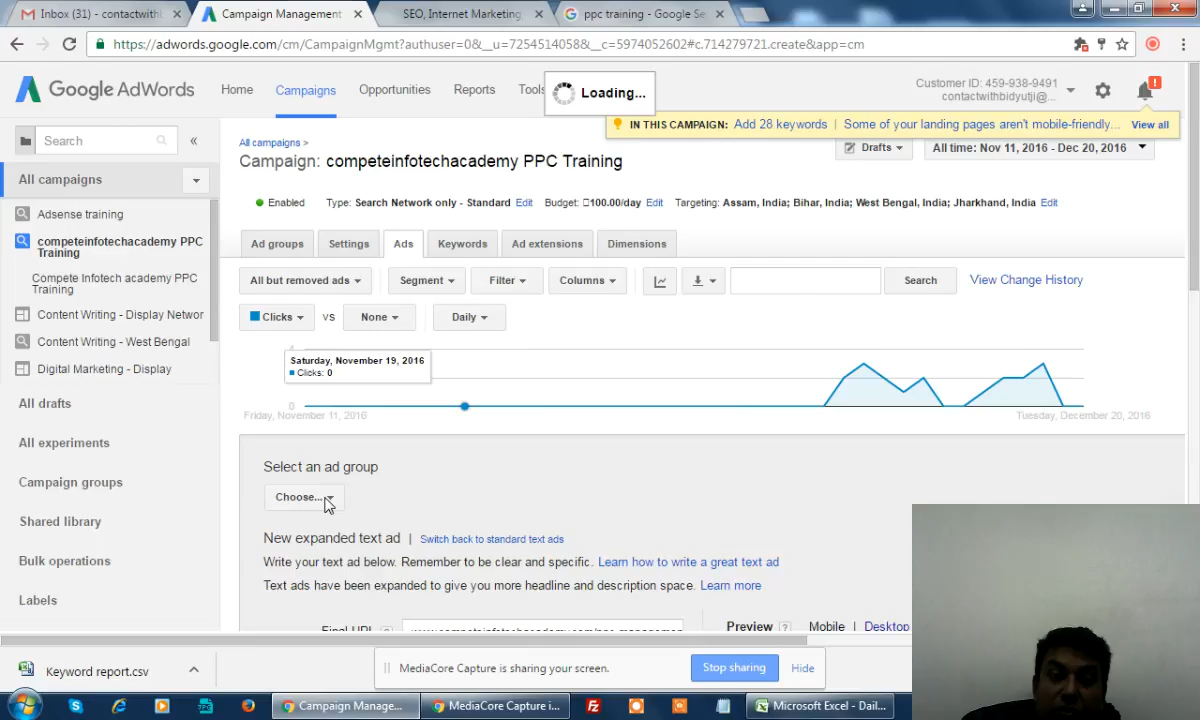 Inbox (31) - contactwith
Campaign Management
SEO, Internet Marketing
ppc training - Google Se
https://adwords.google.com/cm/CampaignMgmt?authuser=0&__u=7254514058&__c=5974052602#c.714279721.create&app=cm
Google AdWords
Home
Campaigns
Opportunities
Reports
Tools
Loading...
Customer ID: 459-938-9491
contactwithbidyutji@...
!
IN THIS CAMPAIGN: Add 28 keywords | Some of your landing pages aren't mobile-friendly... View all
Search
«
All campaigns >
Campaign: competeinfotechacademy PPC Training
Drafts
All time: Nov 11, 2016 - Dec 20, 2016
All campaigns
Adsense training
competeinfotechacademy PPC
Training
Compete Infotech academy PPC
Training
Content Writing - Display Networ
Content Writing - West Bengal
Digital Marketing - Display
All drafts
All experiments
Campaign groups
Shared library
Bulk operations
Labels
Enabled Type: Search Network only - Standard Edit Budget: 100.00/day Edit Targeting: Assam, India; Bihar, India; West Bengal, India; Jharkhand, India Edit
Ad groups
Settings
Ads
Keywords
Ad extensions
Dimensions
All but removed ads
Segment
Filter
Columns
Search
View Change History
Clicks
VS
None
Daily
4
Saturday, November 19, 2016
Clicks: 0
0
Friday, November 11, 2016
Tuesday, December 20, 2016
Select an ad group
Choose...
New expanded text ad | Switch back to standard text ads
Write your text ad below. Remember to be clear and specific. Learn how to write a great text ad
Text ads have been expanded to give you more headline and description space. Learn more
Final URL ?
Preview ? Mobile | Desktop
Keyword report.csv
MediaCore Capture is sharing your screen.
Stop sharing
Hide
Campaign Manage...
MediaCore Capture i...
Microsoft Excel - Dail...